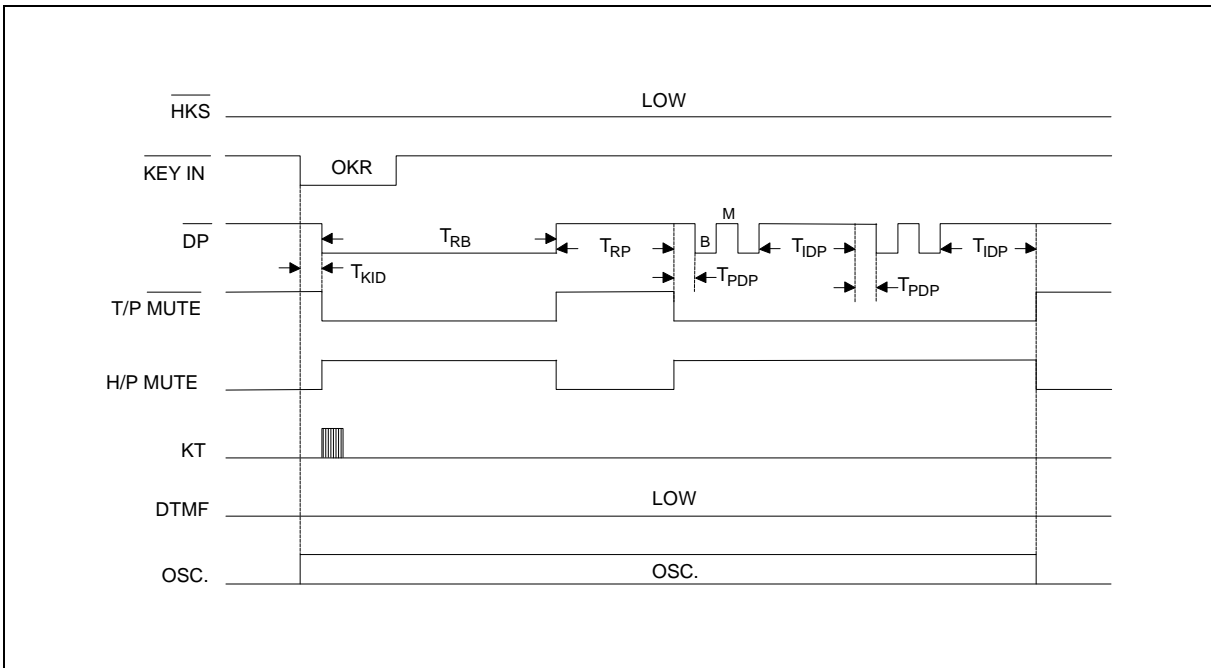 HKS LOW
KEY IN OKR
DP TRB TRP B M TIDP TIDP
TKID TPDP TPDP
T/P MUTE
H/P MUTE
KT
DTMF LOW
OSC. OSC.